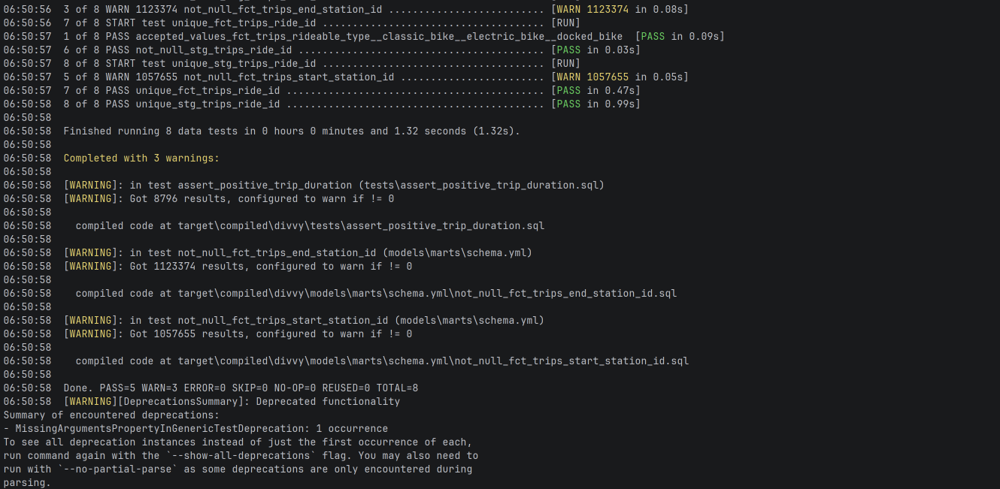 06:50:56  3 of 8 WARN 1123374 not_null_fct_trips_end_station_id .......................... [WARN 1123374 in 0.08s]
06:50:56  7 of 8 START test unique_fct_trips_ride_id ..................................... [RUN]
06:50:57  1 of 8 PASS accepted_values_fct_trips_rideable_type__classic_bike__electric_bike__docked_bike  [PASS in 0.09s]
06:50:57  6 of 8 PASS not_null_stg_trips_ride_id ......................................... [PASS in 0.03s]
06:50:57  8 of 8 START test unique_stg_trips_ride_id ..................................... [RUN]
06:50:57  5 of 8 WARN 1057655 not_null_fct_trips_start_station_id ........................ [WARN 1057655 in 0.05s]
06:50:57  7 of 8 PASS unique_fct_trips_ride_id ........................................... [PASS in 0.47s]
06:50:58  8 of 8 PASS unique_stg_trips_ride_id ........................................... [PASS in 0.99s]
06:50:58
06:50:58  Finished running 8 data tests in 0 hours 0 minutes and 1.32 seconds (1.32s).
06:50:58
06:50:58  Completed with 3 warnings:
06:50:58
06:50:58  [WARNING]: in test assert_positive_trip_duration (tests\assert_positive_trip_duration.sql)
06:50:58  [WARNING]: Got 8796 results, configured to warn if != 0
06:50:58
06:50:58    compiled code at target\compiled\divvy\tests\assert_positive_trip_duration.sql
06:50:58
06:50:58  [WARNING]: in test not_null_fct_trips_end_station_id (models\marts\schema.yml)
06:50:58  [WARNING]: Got 1123374 results, configured to warn if != 0
06:50:58
06:50:58    compiled code at target\compiled\divvy\models\marts\schema.yml\not_null_fct_trips_end_station_id.sql
06:50:58
06:50:58  [WARNING]: in test not_null_fct_trips_start_station_id (models\marts\schema.yml)
06:50:58  [WARNING]: Got 1057655 results, configured to warn if != 0
06:50:58
06:50:58    compiled code at target\compiled\divvy\models\marts\schema.yml\not_null_fct_trips_start_station_id.sql
06:50:58
06:50:58  Done. PASS=5 WARN=3 ERROR=0 SKIP=0 NO-OP=0 REUSED=0 TOTAL=8
06:50:58  [WARNING][DeprecationsSummary]: Deprecated functionality
Summary of encountered deprecations:
- MissingArgumentsPropertyInGenericTestDeprecation: 1 occurrence
To see all deprecation instances instead of just the first occurrence of each,
run command again with the `--show-all-deprecations` flag. You may also need to
run with `--no-partial-parse` as some deprecations are only encountered during
parsing.